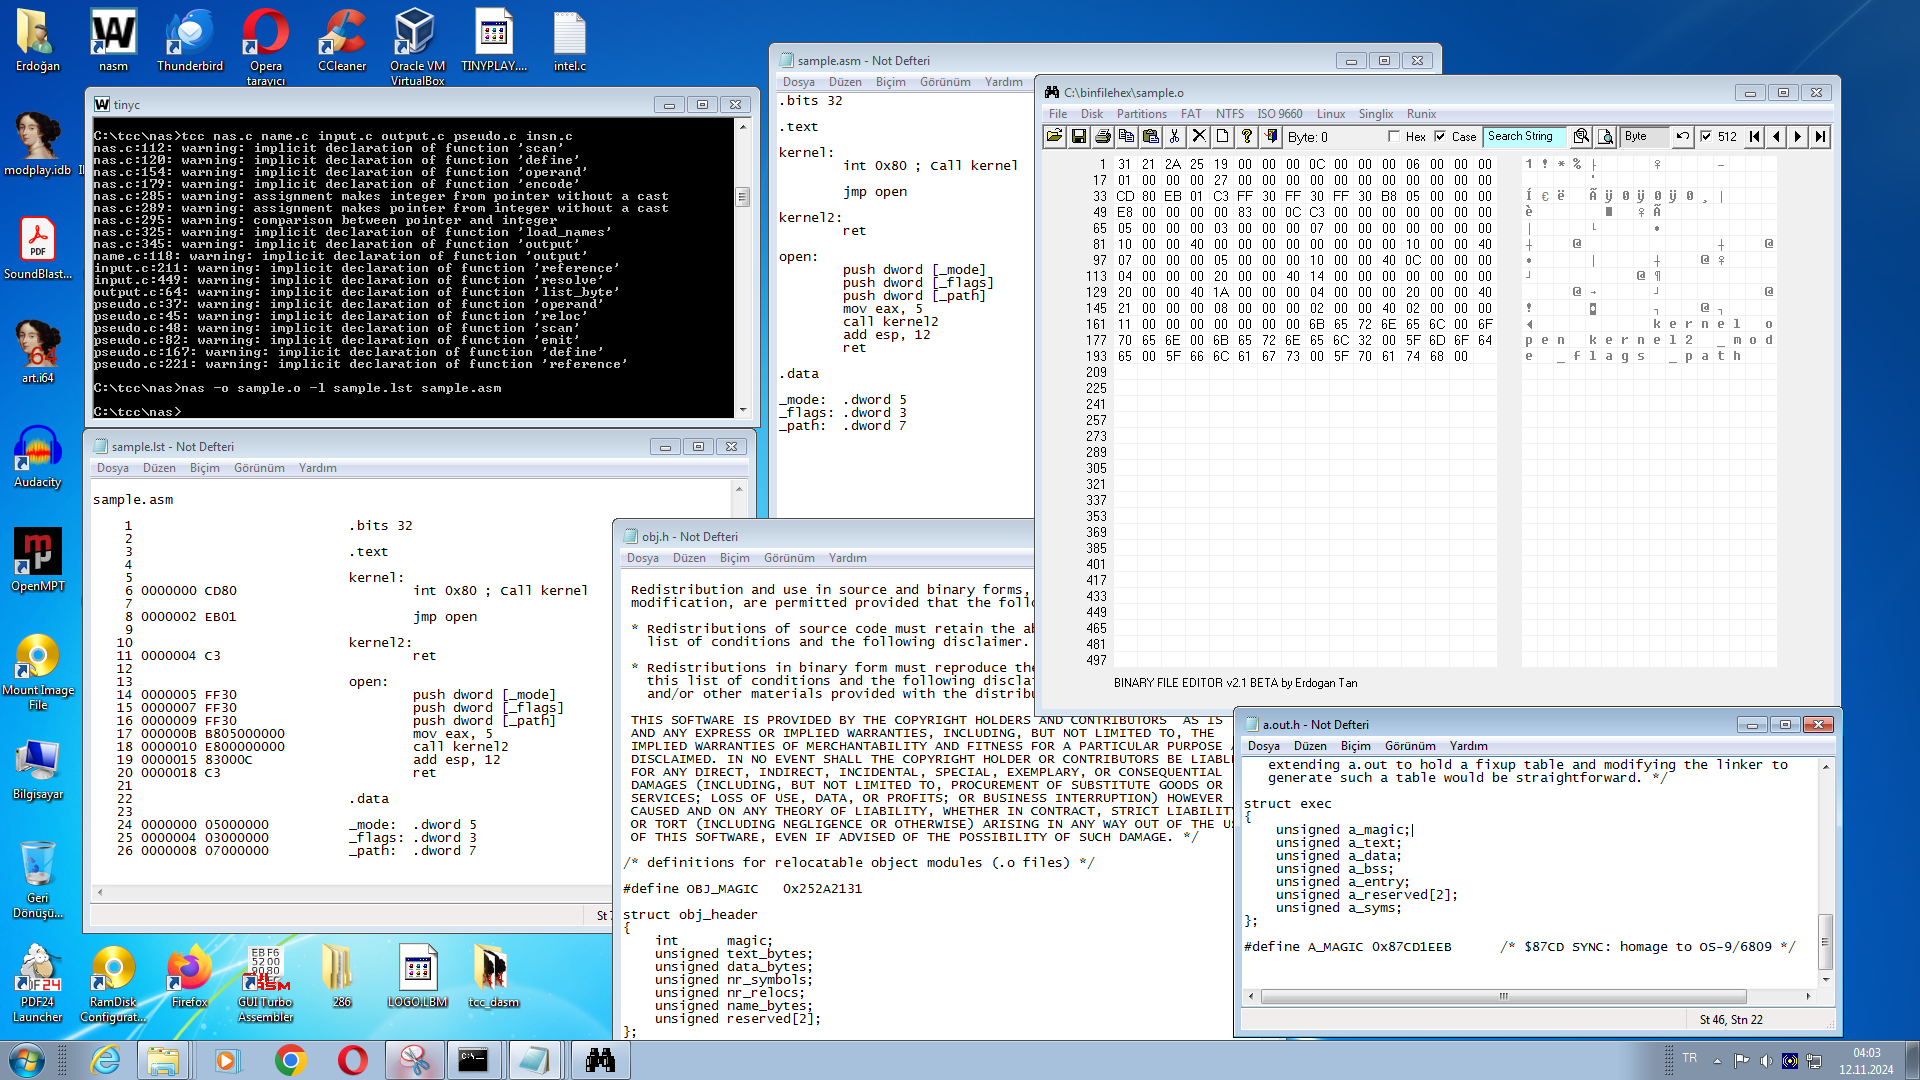 Erdoğan
nasm
Thunderbird
Opera tarayıcı
CCleaner
Oracle VM VirtualBox
TINYPLAY....
intel.c
modplay.idb
PDF
SoundBlast...
64
art.i64
Audacity
OpenMPT
Mount Image File
Bilgisayar
Geri Dönüşü...
PDF24 Launcher
RamDisk Configurat...
Firefox
GUI Turbo Assembler
286
LOGO.LBM
tcc_dasm
tinyc
C:\tcc\nas>tcc nas.c name.c input.c output.c pseudo.c insn.c
nas.c:112: warning: implicit declaration of function 'scan'
nas.c:120: warning: implicit declaration of function 'define'
nas.c:154: warning: implicit declaration of function 'operand'
nas.c:179: warning: implicit declaration of function 'encode'
nas.c:285: warning: assignment makes integer from pointer without a cast
nas.c:289: warning: assignment makes pointer from integer without a cast
nas.c:295: warning: comparison between pointer and integer
nas.c:325: warning: implicit declaration of function 'load_names'
nas.c:345: warning: implicit declaration of function 'output'
name.c:118: warning: implicit declaration of function 'output'
input.c:211: warning: implicit declaration of function 'reference'
input.c:449: warning: implicit declaration of function 'resolve'
output.c:64: warning: implicit declaration of function 'list_byte'
pseudo.c:37: warning: implicit declaration of function 'operand'
pseudo.c:45: warning: implicit declaration of function 'reloc'
pseudo.c:48: warning: implicit declaration of function 'scan'
pseudo.c:82: warning: implicit declaration of function 'emit'
pseudo.c:167: warning: implicit declaration of function 'define'
pseudo.c:221: warning: implicit declaration of function 'reference'
C:\tcc\nas>nas -o sample.o -l sample.lst sample.asm
C:\tcc\nas>
sample.lst - Not Defteri
Dosya Düzen Biçim Görünüm Yardım
sample.asm
1 .bits 32
2
3 .text
4
5 kernel:
6 0000000 CD80 int 0x80 ; Call kernel
7
8 0000002 EB01 jmp open
9
10 kernel2:
11 0000004 C3 ret
12
13 open:
14 0000005 FF30 push dword [_mode]
15 0000007 FF30 push dword [_flags]
16 0000009 FF30 push dword [_path]
17 000000B B805000000 mov eax, 5
18 0000010 E800000000 call kernel2
19 0000015 83000C add esp, 12
20 0000018 C3 ret
21
22 .data
23
24 0000000 05000000 _mode: .dword 5
25 0000004 03000000 _flags: .dword 3
26 0000008 07000000 _path: .dword 7
sample.asm - Not Defteri
Dosya Düzen Biçim Görünüm Yardım
.bits 32
.text
kernel:
int 0x80 ; Call kernel
jmp open
kernel2:
ret
open:
push dword [_mode]
push dword [_flags]
push dword [_path]
mov eax, 5
call kernel2
add esp, 12
ret
.data
_mode: .dword 5
_flags: .dword 3
_path: .dword 7
obj.h - Not Defteri
Dosya Düzen Biçim Görünüm Yardım
Redistribution and use in source and binary forms,
modification, are permitted provided that the
* Redistributions of source code must retain the
list of conditions and the following disclaimer.
* Redistributions in binary form must reproduce the
this list of conditions and the following
and/or other materials provided with the
THIS SOFTWARE IS PROVIDED BY THE COPYRIGHT HOLDERS AND CONTRIBUTORS AS IS
AND ANY EXPRESS OR IMPLIED WARRANTIES, INCLUDING, BUT NOT LIMITED TO, THE
IMPLIED WARRANTIES OF MERCHANTABILITY AND FITNESS FOR A PARTICULAR PURPOSE
DISCLAIMED. IN NO EVENT SHALL THE COPYRIGHT HOLDER OR CONTRIBUTORS BE LIABL
FOR ANY DIRECT, INDIRECT, INCIDENTAL, SPECIAL, EXEMPLARY, OR CONSEQUENTIAL
DAMAGES (INCLUDING, BUT NOT LIMITED TO, PROCUREMENT OF SUBSTITUTE GOODS OR
SERVICES; LOSS OF USE, DATA, OR PROFITS; OR BUSINESS INTERRUPTION) HOWEVER
CAUSED AND ON ANY THEORY OF LIABILITY, WHETHER IN CONTRACT, STRICT LIABILITY
OR TORT (INCLUDING NEGLIGENCE OR OTHERWISE) ARISING IN ANY WAY OUT OF THE US
OF THIS SOFTWARE, EVEN IF ADVISED OF THE POSSIBILITY OF SUCH DAMAGE. */
/* definitions for relocatable object modules (.o files) */
#define OBJ_MAGIC 0x252A2131
struct obj_header
{
int magic;
unsigned text_bytes;
unsigned data_bytes;
unsigned nr_symbols;
unsigned nr_relocs;
unsigned name_bytes;
unsigned reserved[2];
};
C:\binfilehex\sample.o
File Disk Partitions FAT NTFS ISO 9660 Linux Singlix Runix
Byte: 0 Hex Case Search String Byte 512
1 31 21 2A 25 19 00 00 00 0C 00 00 00 06 00 00 00
17 01 00 00 00 27 00 00 00 00 00 00 00 00 00 00 00
33 CD 80 EB 01 C3 FF 30 FF 30 FF 30 B8 05 00 00 00
49 E8 00 00 00 00 83 00 0C C3 00 00 00 00 00 00 00
65 05 00 00 00 03 00 00 00 07 00 00 00 00 00 00 00
81 10 00 00 40 00 00 00 00 00 00 00 00 10 00 00 40
97 07 00 00 00 05 00 00 00 10 00 00 40 0C 00 00 00
113 04 00 00 00 20 00 00 40 14 00 00 00 00 00 00 00
129 20 00 00 40 1A 00 00 00 04 00 00 00 20 00 00 40
145 21 00 00 00 08 00 00 00 02 00 00 40 02 00 00 00
161 11 00 00 00 00 00 00 00 6B 65 72 6E 65 6C 00 6F
177 70 65 6E 00 6B 65 72 6E 65 6C 32 00 5F 6D 6F 64
193 65 00 5F 66 6C 61 67 73 00 5F 70 61 74 68 00
209
225
241
257
273
289
305
321
337
353
369
385
401
417
433
449
465
481
497
kernel o
pen kernel2 _mod
e _flags _path
BINARY FILE EDITOR v2.1 BETA by Erdogan Tan
a.out.h - Not Defteri
Dosya Düzen Biçim Görünüm Yardım
extending a.out to hold a fixup table and modifying the linker to
generate such a table would be straightforward. */
struct exec
{
unsigned a_magic;
unsigned a_text;
unsigned a_data;
unsigned a_bss;
unsigned a_entry;
unsigned a_reserved[2];
unsigned a_syms;
};
#define A_MAGIC 0x87CD1EEB /* $87CD SYNC: homage to OS-9/6809 */
St 46, Stn 22
TR
04:03
12.11.2024